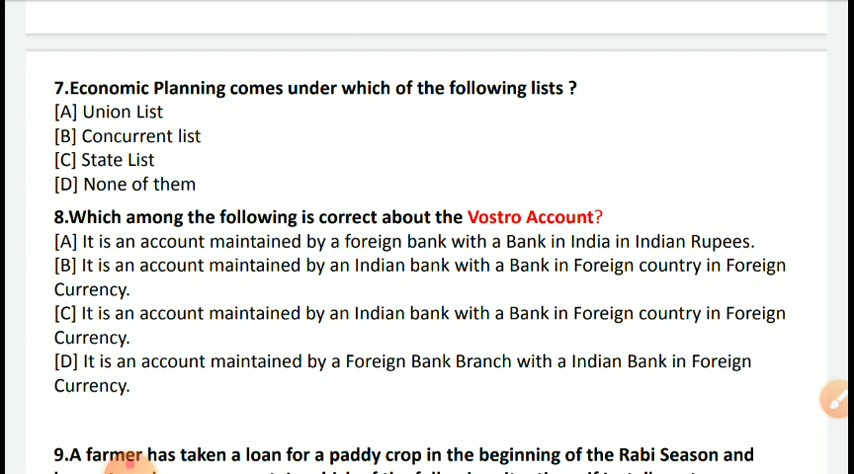 7.Economic Planning comes under which of the following lists ?
[A] Union List
[B] Concurrent list
[C] State List
[D] None of them
8.Which among the following is correct about the Vostro Account?
[A] It is an account maintained by a foreign bank with a Bank in India in Indian Rupees.
[B] It is an account maintained by an Indian bank with a Bank in Foreign country in Foreign
Currency.
[C] It is an account maintained by an Indian bank with a Bank in Foreign country in Foreign
Currency.
[D] It is an account maintained by a Foreign Bank Branch with a Indian Bank in Foreign
Currency.
9.A farmer has taken a loan for a paddy crop in the beginning of the Rabi Season and